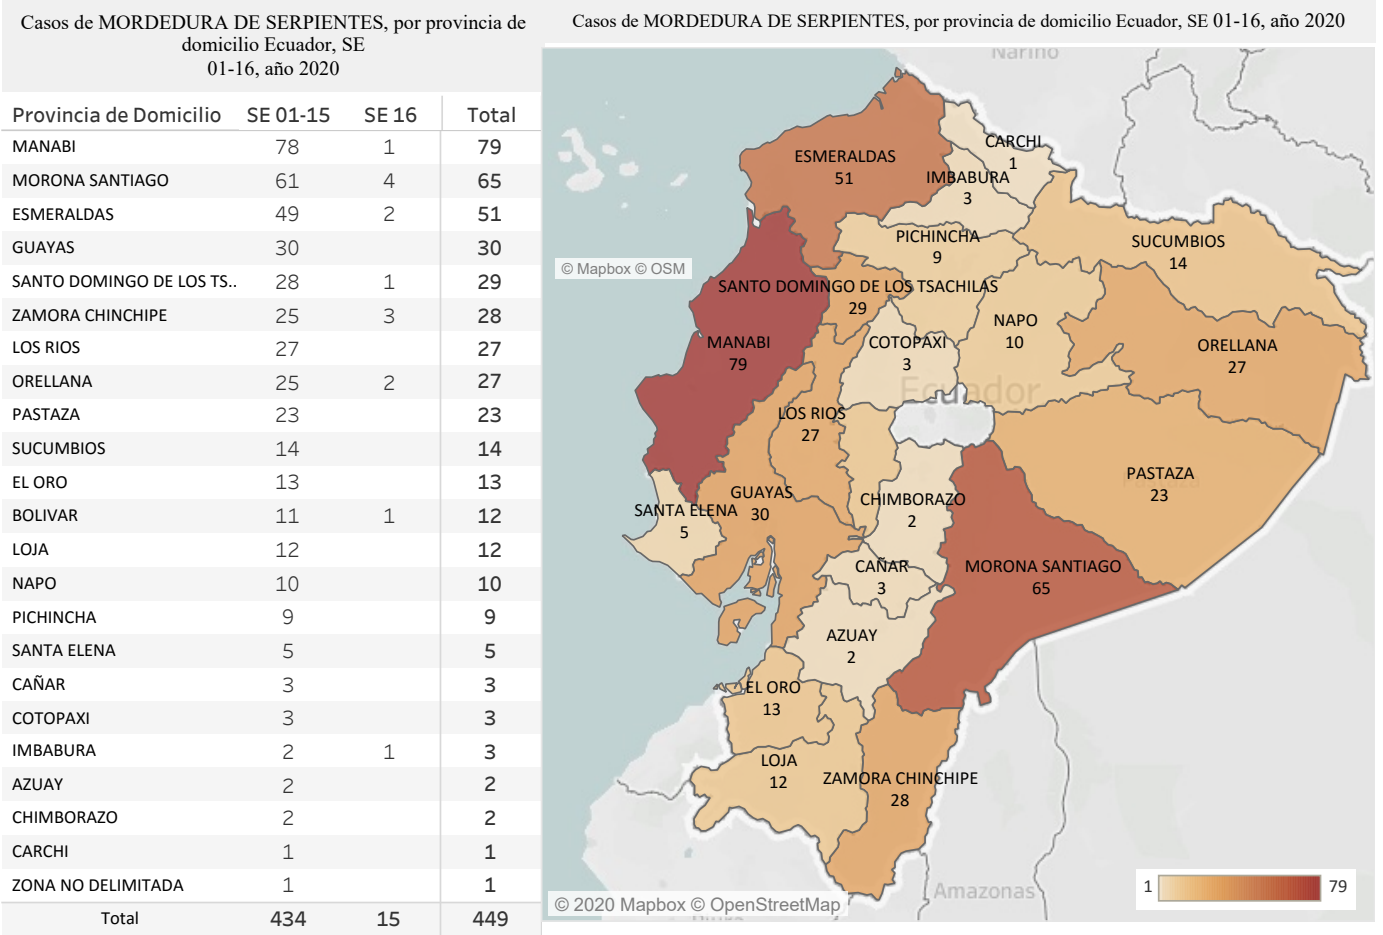 Casos de MORDEDURA DE SERPIENTES, por provincia de
domicilio Ecuador, SE
01-16, año 2020
Provincia de Domicilio SE 01-15 SE 16 Total
MANABI 78 1 79
MORONA SANTIAGO 61 4 65
ESMERALDAS 49 2 51
GUAYAS 30 30
SANTO DOMINGO DE LOS TS.. 28 1 29
ZAMORA CHINCHIPE 25 3 28
LOS RIOS 27 27
ORELLANA 25 2 27
PASTAZA 23 23
SUCUMBIOS 14 14
EL ORO 13 13
BOLIVAR 11 1 12
LOJA 12 12
NAPO 10 10
PICHINCHA 9 9
SANTA ELENA 5 5
CAÑAR 3 3
COTOPAXI 3 3
IMBABURA 2 1 3
AZUAY 2 2
CHIMBORAZO 2 2
CARCHI 1 1
ZONA NO DELIMITADA 1 1
Total 434 15 449
Casos de MORDEDURA DE SERPIENTES, por provincia de domicilio Ecuador, SE 01-16, año 2020
Nariño
CARCHI
1
ESMERALDAS
51
IMBABURA
3
PICHINCHA
9
SUCUMBIOS
14
© Mapbox © OSM
SANTO DOMINGO DE LOS TSACHILAS
29
NAPO
10
MANABI
79
COTOPAXI
3
ORELLANA
27
Ecuador
LOS RIOS
27
PASTAZA
23
GUAYAS
30
CHIMBORAZO
2
SANTA ELENA
5
CAÑAR
3
MORONA SANTIAGO
65
AZUAY
2
EL ORO
13
LOJA
12
ZAMORA CHINCHIPE
28
1 79
Amazonas
© 2020 Mapbox © OpenStreetMap